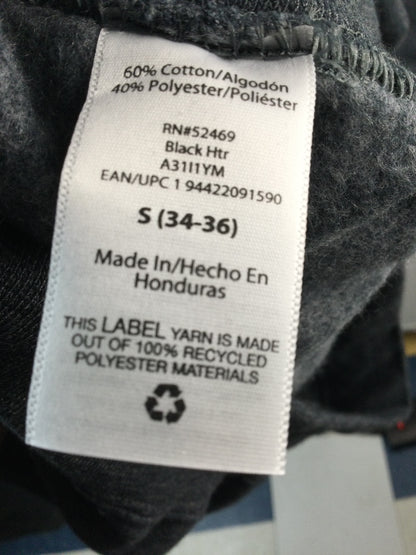 60% Cotton/Algodón
40% Polyester/Poliéster
RN#52469
Black Htr
A31I1YM
EAN/UPC 1 94422091590
S (34-36)
Made In/Hecho En
Honduras
THIS LABEL YARN IS MADE
OUT OF 100% RECYCLED
POLYESTER MATERIALS